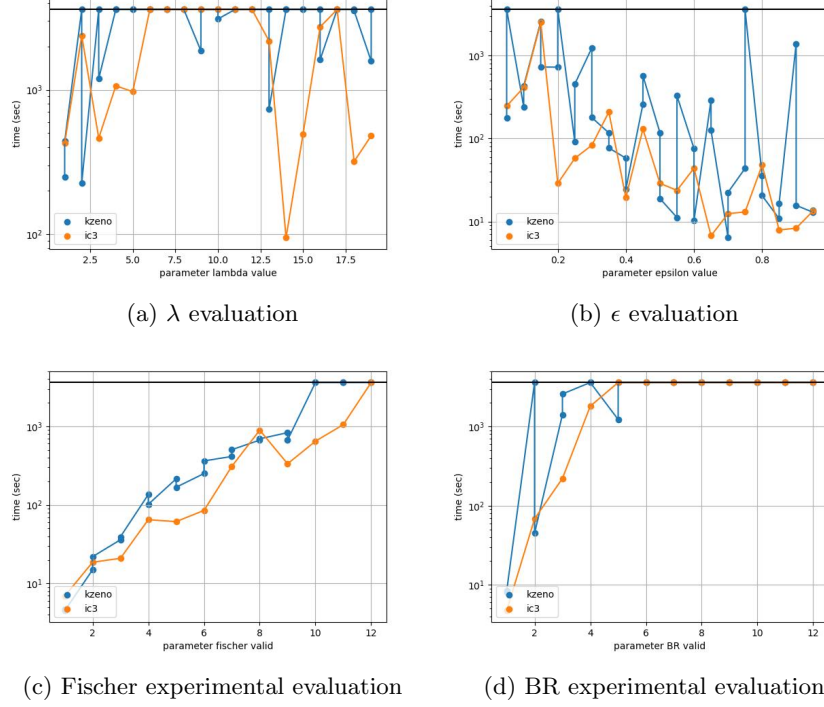 time (sec)
10³
10²
kzeno
ic3
2.5 5.0 7.5 10.0 12.5 15.0 17.5
parameter lambda value
(a) λ evaluation
time (sec)
10³
10²
10¹
kzeno
ic3
0.2 0.4 0.6 0.8
parameter epsilon value
(b) ϵ evaluation
time (sec)
10³
10²
10¹
kzeno
ic3
2 4 6 8 10 12
parameter fischer valid
(c) Fischer experimental evaluation
time (sec)
10³
10²
10¹
kzeno
ic3
2 4 6 8 10 12
parameter BR valid
(d) BR experimental evaluation